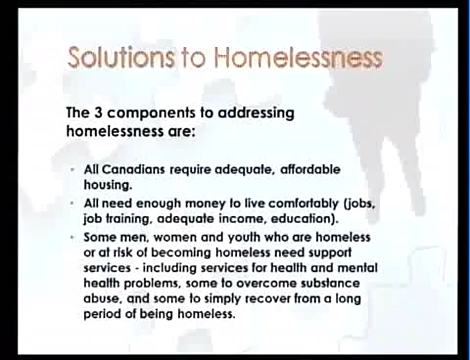 Solutions to Homelessness
The 3 components to addressing
homelessness are:
• All Canadians require adequate, affordable
housing.
• All need enough money to live comfortably (jobs,
job training, adequate income, education).
• Some men, women and youth who are homeless
or at risk of becoming homeless need support
services - including services for health and mental
health problems, some to overcome substance
abuse, and some to simply recover from a long
period of being homeless.